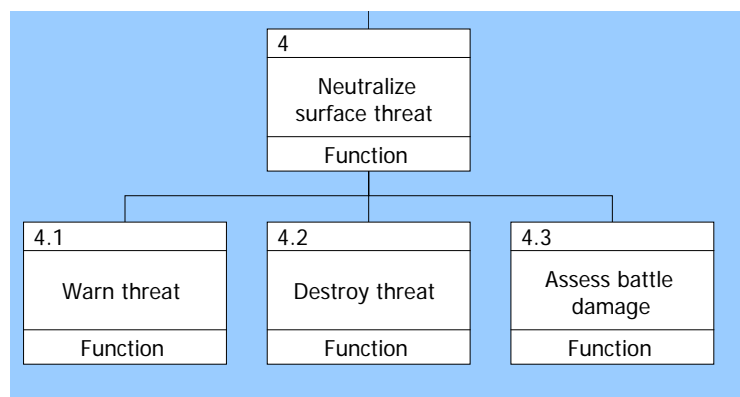 4
Neutralize
surface threat
Function
4.1
Warn threat
Function
4.2
Destroy threat
Function
4.3
Assess battle
damage
Function